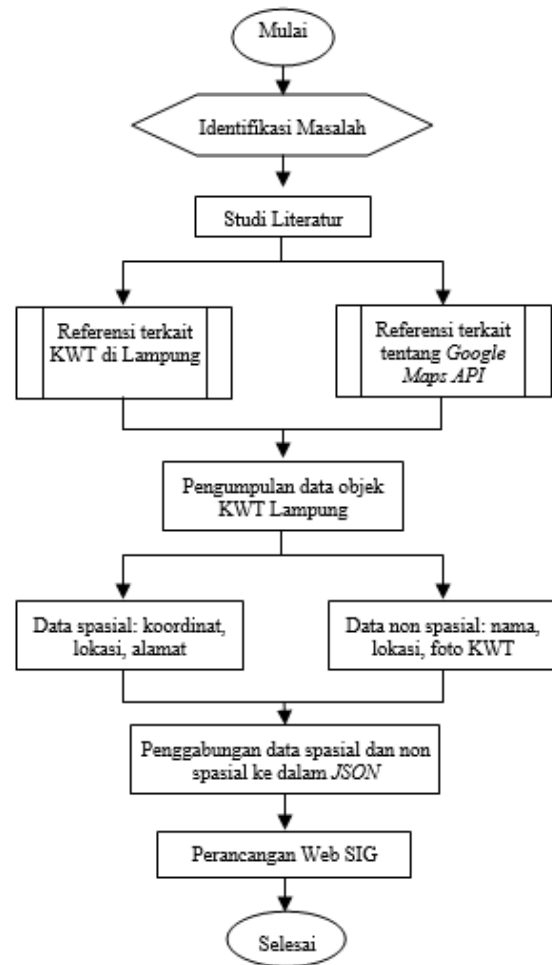 Mulai
Identifikasi Masalah
Studi Literatur
Referensi terkait
KWT di Lampung
Referensi terkait
tentang Google
Maps API
Pengumpulan data objek
KWT Lampung
Data spasial: koordinat,
lokasi, alamat
Data non spasial: nama,
lokasi, foto KWT
Penggabungan data spasial dan non
spasial ke dalam JSON
Perancangan Web SIG
Selesai